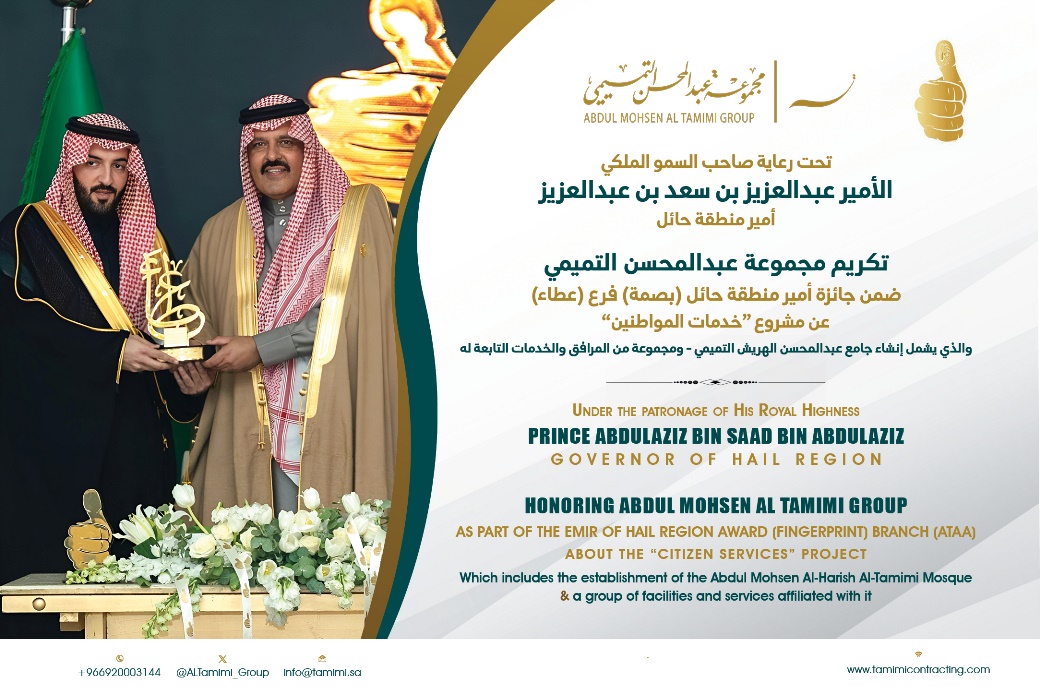 مجموعة عبدالمحسن التميمي
ABDUL MOHSEN AL TAMIMI GROUP
تحت رعاية صاحب السمو الملكي
الأمير عبدالعزيز بن سعد بن عبدالعزيز
أمير منطقة حائل
تكريم مجموعة عبدالمحسن التميمي
ضمن جائزة أمير منطقة حائل (بصمة) فرع (عطاء)
عن مشروع ”خدمات المواطنين“
والذي يشمل إنشاء جامع عبدالمحسن الهريش التميمي - ومجموعة من المرافق والخدمات التابعة له
UNDER THE PATRONAGE OF HIS ROYAL HIGHNESS
PRINCE ABDULAZIZ BIN SAAD BIN ABDULAZIZ
GOVERNOR OF HAIL REGION
HONORING ABDUL MOHSEN AL TAMIMI GROUP
AS PART OF THE EMIR OF HAIL REGION AWARD (FINGERPRINT) BRANCH (ATAA)
ABOUT THE “CITIZEN SERVICES” PROJECT
Which includes the establishment of the Abdul Mohsen Al-Harish Al-Tamimi Mosque
& a group of facilities and services affiliated with it
+966920003144 @ALTamimi_Group info@tamimi.sa
www.tamimicontracting.com